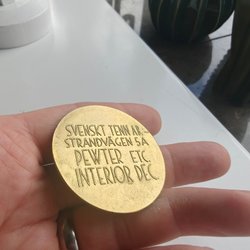 SVENSKT TENN AB.-
STRANDVÄGEN 5A
PEWTER ETC.
INTERIOR DEC.